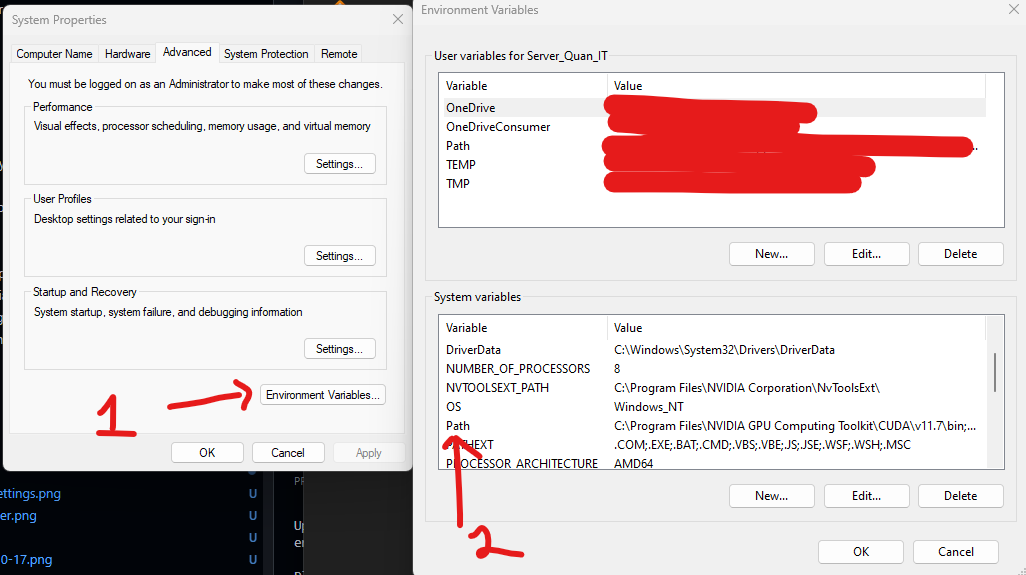 System Properties
Computer Name
Hardware
Advanced
System Protection
Remote
You must be logged on as an Administrator to make most of these changes.
Performance
Visual effects, processor scheduling, memory usage, and virtual memory
Settings...
User Profiles
Desktop settings related to your sign-in
Settings...
Startup and Recovery
System startup, system failure, and debugging information
Settings...
1
Environment Variables...
OK
Cancel
Apply
ettings.png U
er.png U
U
0-17.png U
Environment Variables
User variables for Server_Quan_IT
Variable Value
OneDrive
OneDriveConsumer
Path
TEMP
TMP
New...
Edit...
Delete
System variables
Variable Value
DriverData C:\Windows\System32\Drivers\DriverData
NUMBER_OF_PROCESSORS 8
NVTOOLSEXT_PATH C:\Program Files\NVIDIA Corporation\NvToolsExt\
OS Windows_NT
Path C:\Program Files\NVIDIA GPU Computing Toolkit\CUDA\v11.7\bin;...
PATHEXT .COM;.EXE;.BAT;.CMD;.VBS;.VBE;.JS;.JSE;.WSF;.WSH;.MSC
PROCESSOR_ARCHITECTURE AMD64
2
New...
Edit...
Delete
OK
Cancel